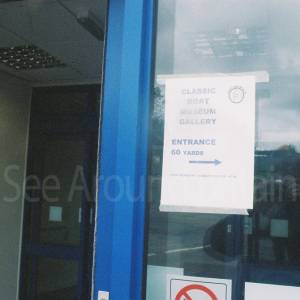 CLASSIC
BOAT
MUSEUM
GALLERY
ENTRANCE
60 YARDS
See Around